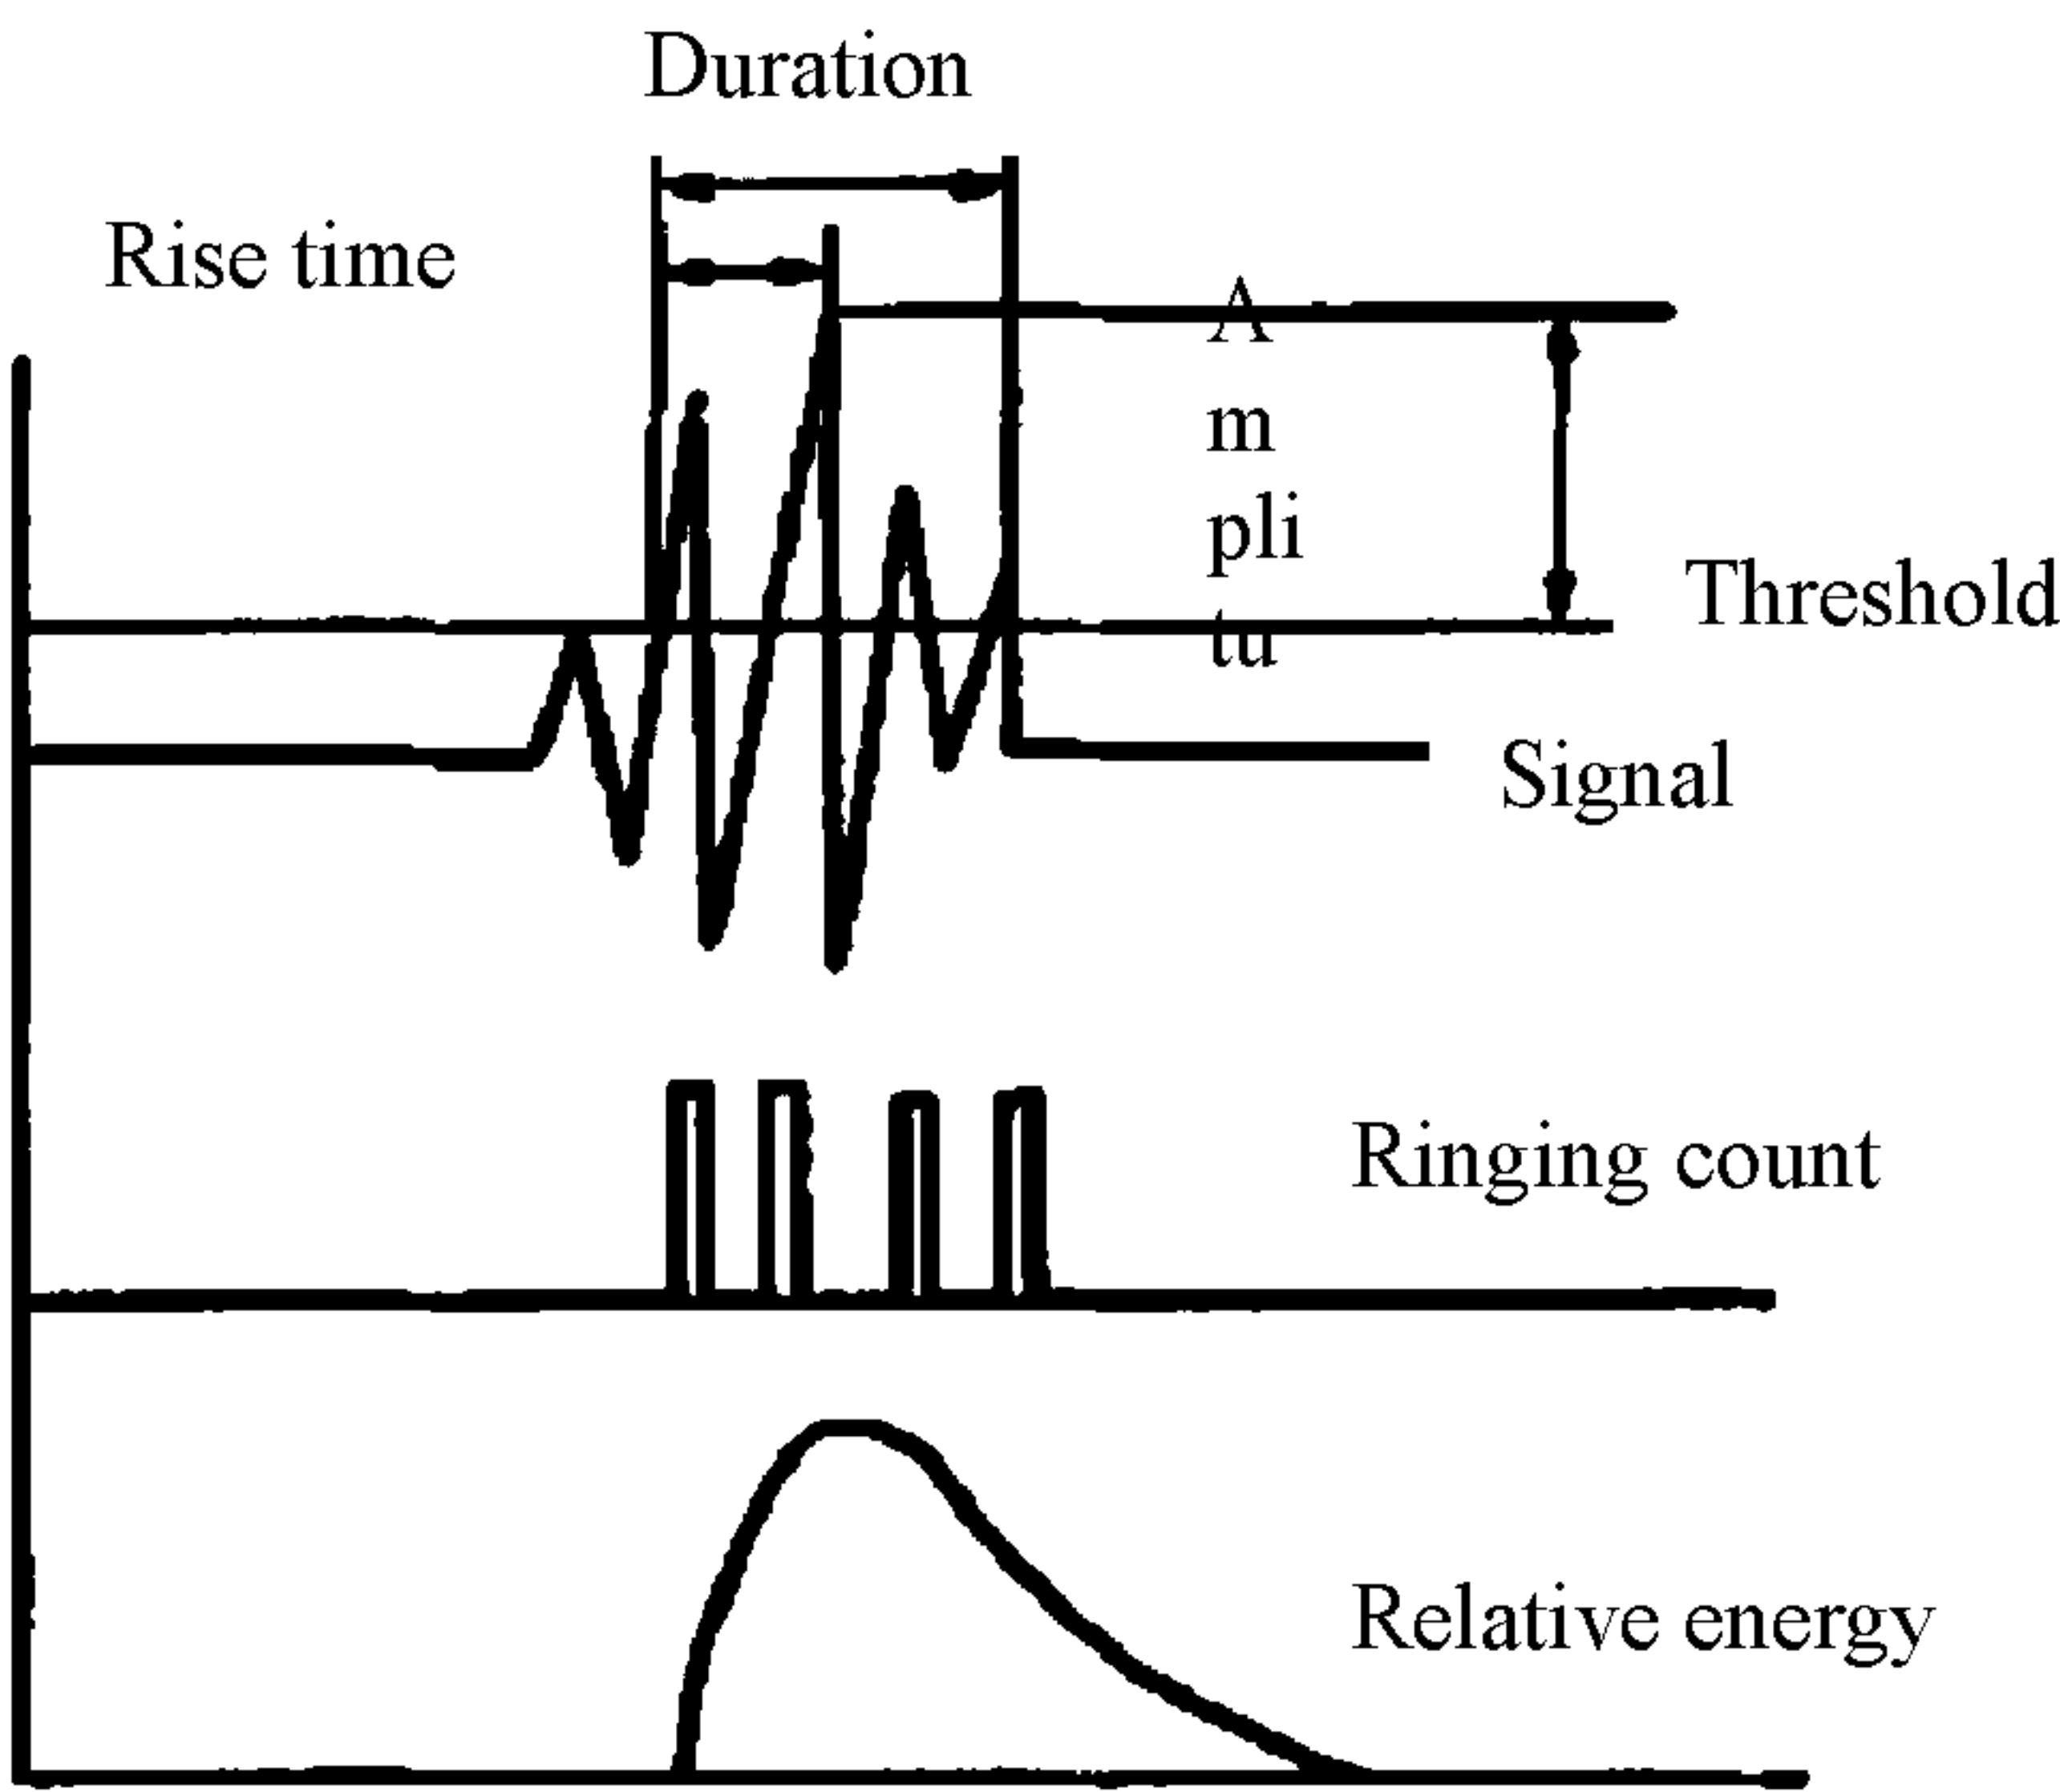 Duration
Rise time
A
m
pli
tu
Threshold
Signal
Ringing count
Relative energy